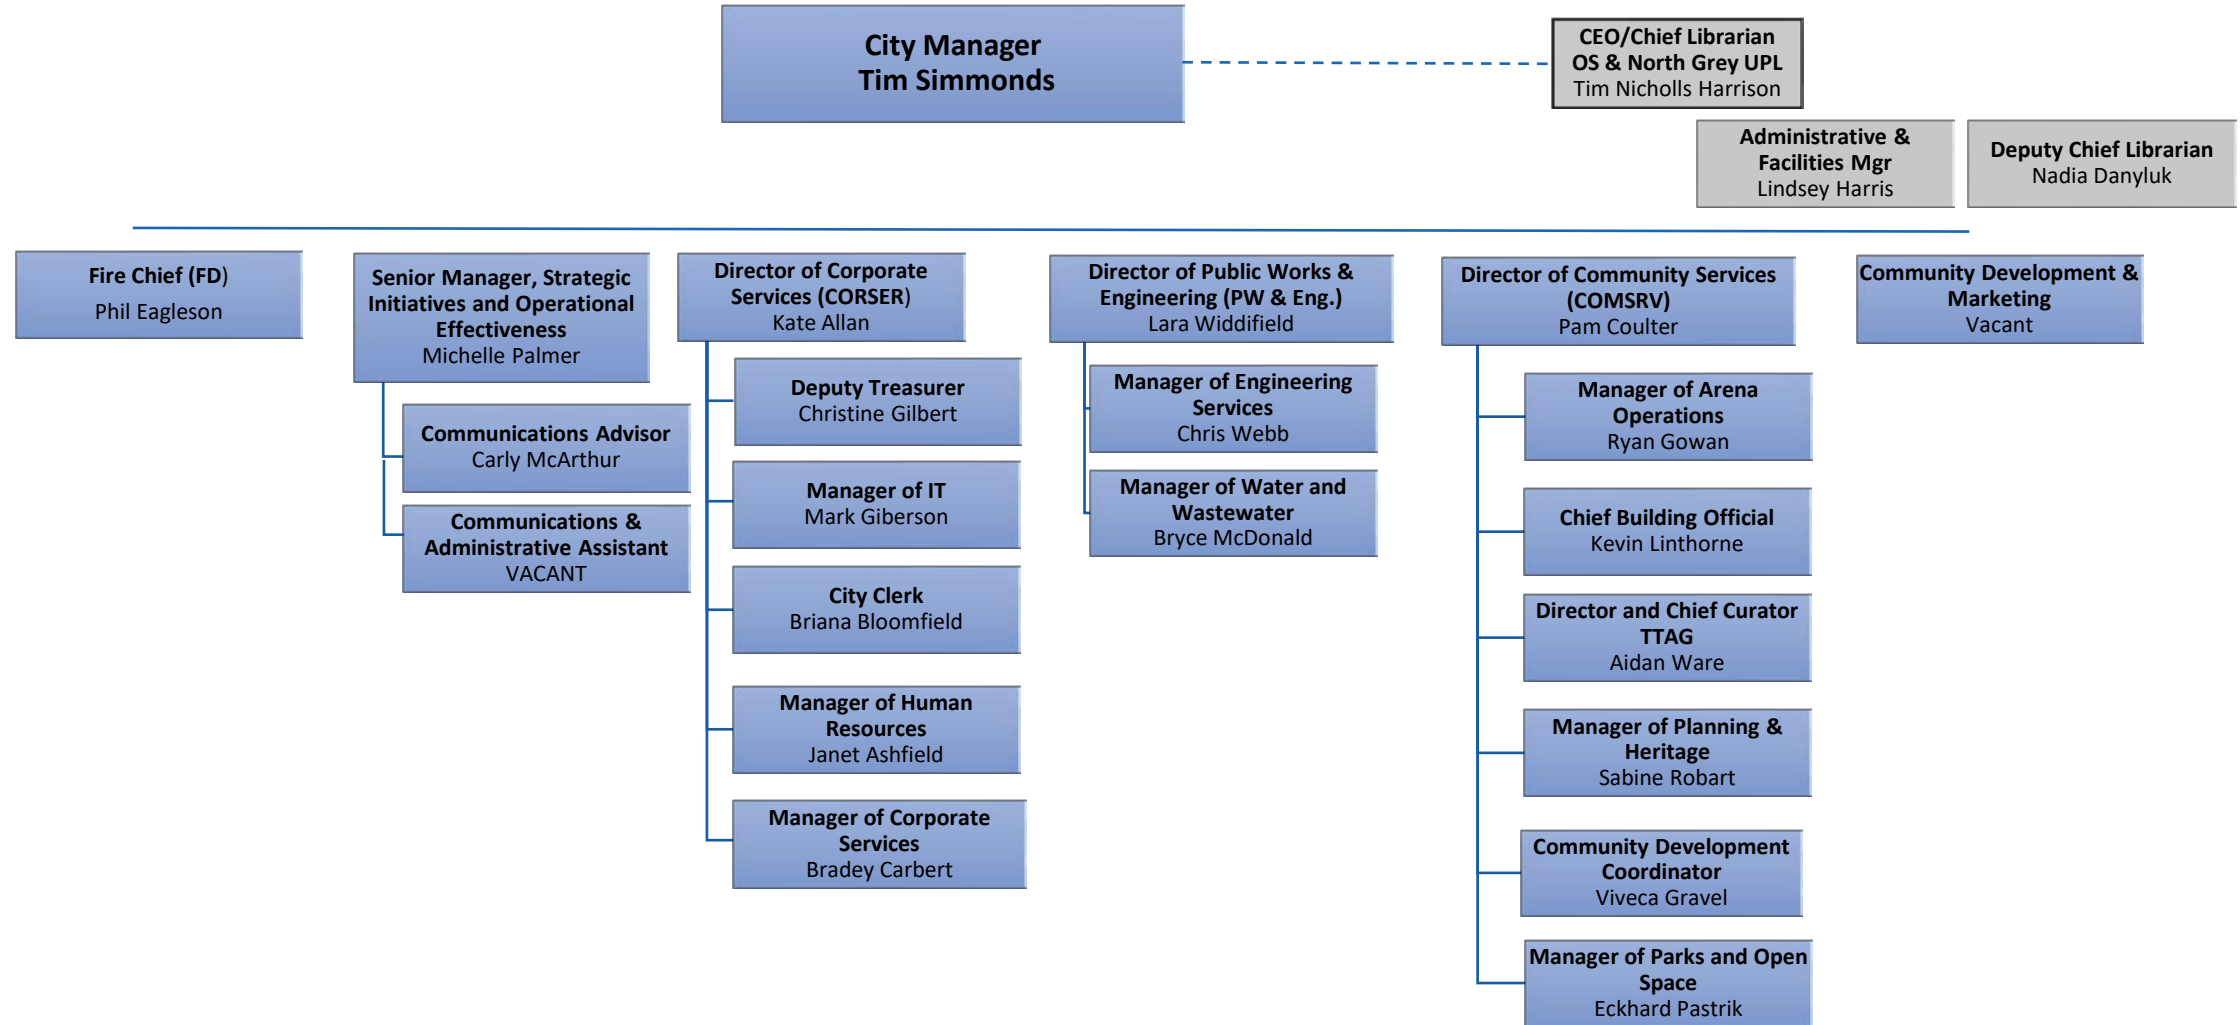 City Manager
Tim Simmonds
CEO/Chief Librarian
OS & North Grey UPL
Tim Nicholls Harrison
Administrative &
Facilities Mgr
Lindsey Harris
Deputy Chief Librarian
Nadia Danyluk
Fire Chief (FD)
Phil Eagleson
Senior Manager, Strategic
Initiatives and Operational
Effectiveness
Michelle Palmer
Communications Advisor
Carly McArthur
Communications &
Administrative Assistant
VACANT
Director of Corporate
Services (CORSER)
Kate Allan
Deputy Treasurer
Christine Gilbert
Manager of IT
Mark Giberson
City Clerk
Briana Bloomfield
Manager of Human
Resources
Janet Ashfield
Manager of Corporate
Services
Bradey Carbert
Director of Public Works &
Engineering (PW & Eng.)
Lara Widdifield
Manager of Engineering
Services
Chris Webb
Manager of Water and
Wastewater
Bryce McDonald
Director of Community Services
(COMSRV)
Pam Coulter
Manager of Arena
Operations
Ryan Gowan
Chief Building Official
Kevin Linthorne
Director and Chief Curator
TTAG
Aidan Ware
Manager of Planning &
Heritage
Sabine Robart
Community Development
Coordinator
Viveca Gravel
Manager of Parks and Open
Space
Eckhard Pastrik
Community Development &
Marketing
Vacant